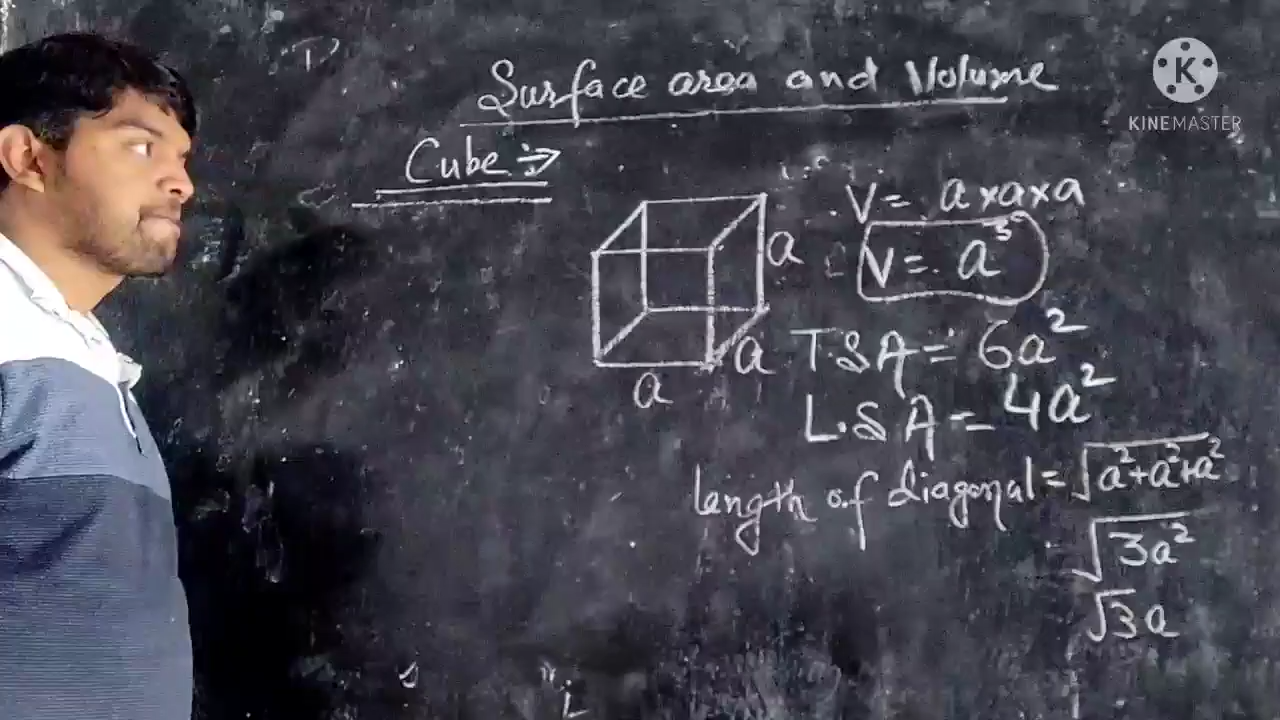 Surface area and Volume
KINEMASTER
Cube :→
V = a×a×a
V = a³
a
a
a
T.S.A = 6a²
L.S.A = 4a²
length of diagonal = √a²+a²+a²
√3a²
√3a